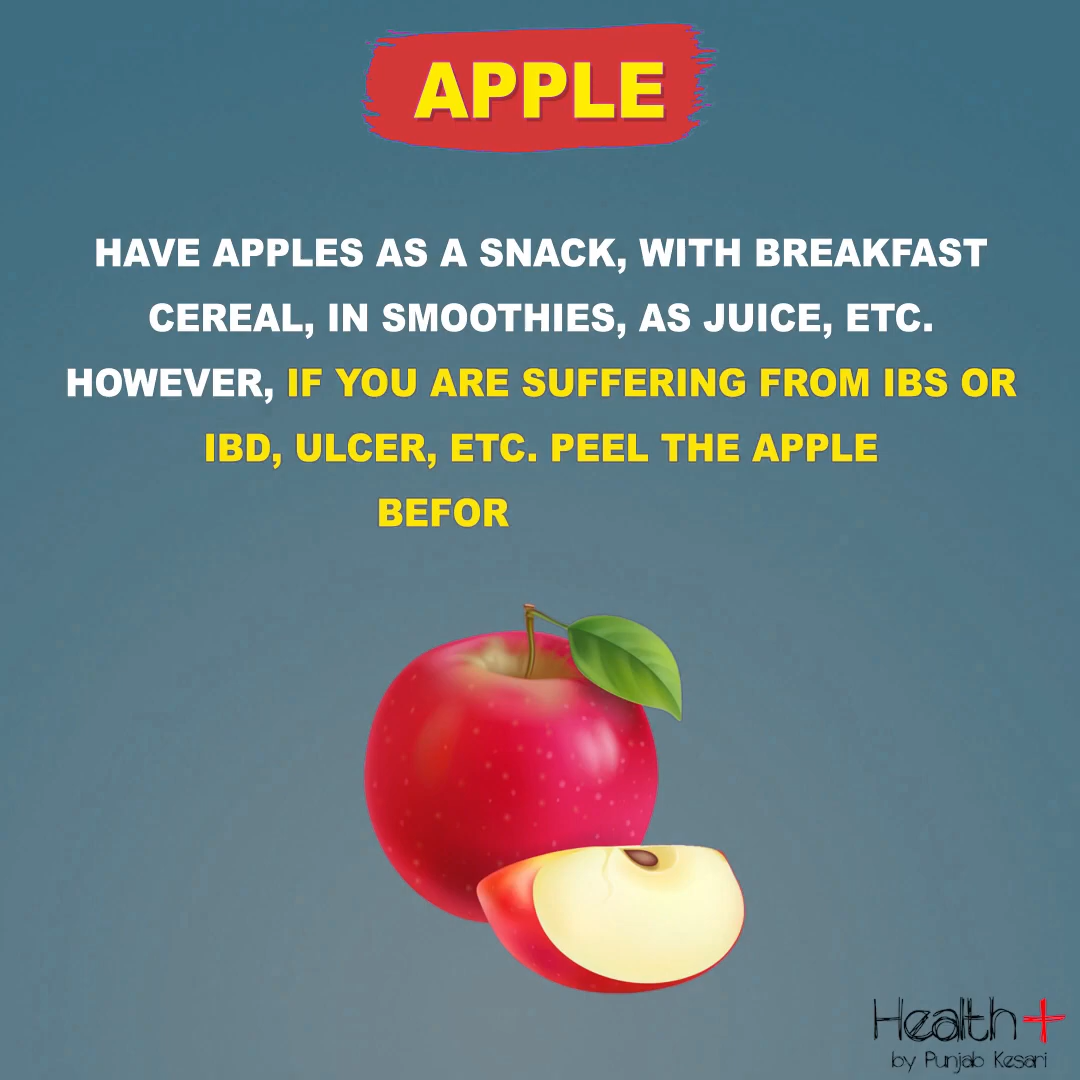 APPLE
HAVE APPLES AS A SNACK, WITH BREAKFAST
CEREAL, IN SMOOTHIES, AS JUICE, ETC.
HOWEVER, IF YOU ARE SUFFERING FROM IBS OR
IBD, ULCER, ETC. PEEL THE APPLE
BEFOR
Health+
by Punjab Kesari